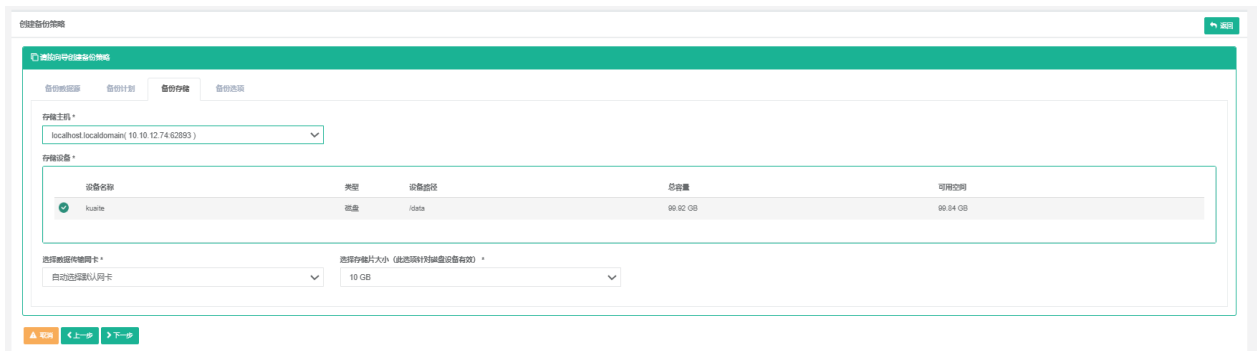 创建备份策略
返回
请按向导创建备份策略
备份数据源 备份计划 备份存储 备份选项
存储主机 *
localhost.localdomain( 10.10.12.74:62893 )
存储设备 *
设备名称 类型 设备路径 总容量 可用空间
kuaite 磁盘 /data 99.92 GB 99.84 GB
选择数据传输网卡 * 选择存储片大小（此选项针对磁盘设备有效） *
自动选择默认网卡 10 GB
取消 上一步 下一步